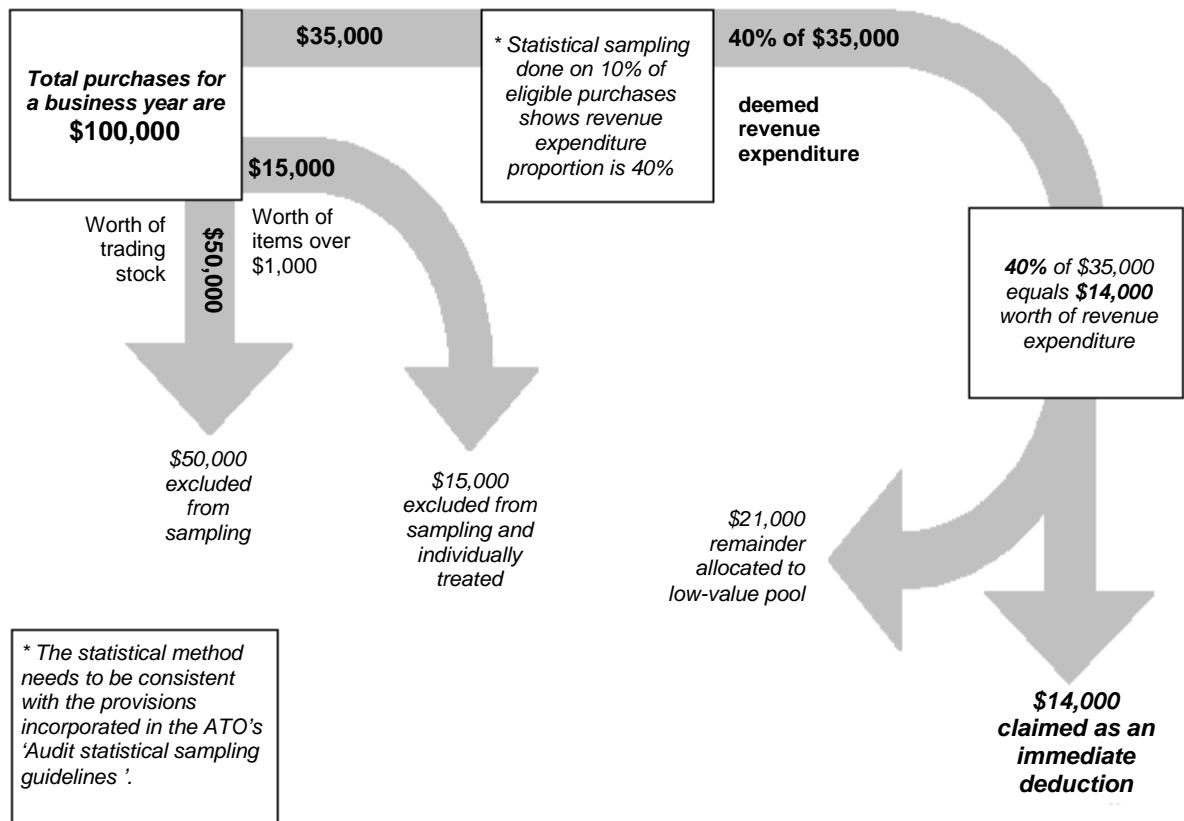 Total purchases for
a business year are
$100,000
$35,000
* Statistical sampling
done on 10% of
eligible purchases
shows revenue
expenditure
proportion is 40%
40% of $35,000
deemed
revenue
expenditure
$15,000
Worth of
trading
stock
$50,000
Worth of
items over
$1,000
40% of $35,000
equals $14,000
worth of revenue
expenditure
$50,000
excluded
from
sampling
$15,000
excluded from
sampling and
individually
treated
$21,000
remainder
allocated to
low-value pool
* The statistical method
needs to be consistent
with the provisions
incorporated in the ATO's
'Audit statistical sampling
guidelines '.
$14,000
claimed as an
immediate
deduction